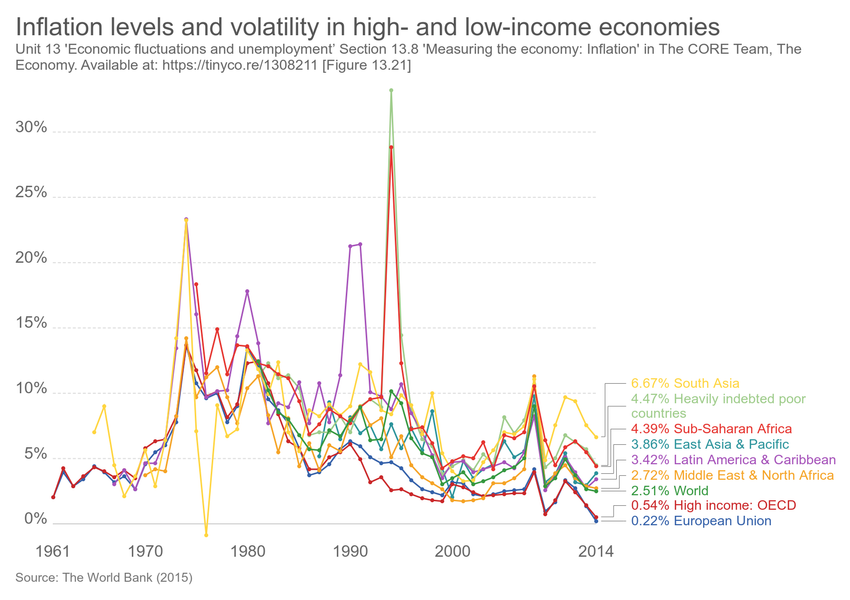 Inflation levels and volatility in high- and low-income economies
Unit 13 'Economic fluctuations and unemployment' Section 13.8 'Measuring the economy: Inflation' in The CORE Team, The
Economy. Available at: https://tinyco.re/1308211 [Figure 13.21]
30%
25%
20%
15%
10%
5%
0%
1961
1970
1980
1990
2000
2014
6.67% South Asia
4.47% Heavily indebted poor
countries
4.39% Sub-Saharan Africa
3.86% East Asia & Pacific
3.42% Latin America & Caribbean
2.72% Middle East & North Africa
2.51% World
0.54% High income: OECD
0.22% European Union
Source: The World Bank (2015)